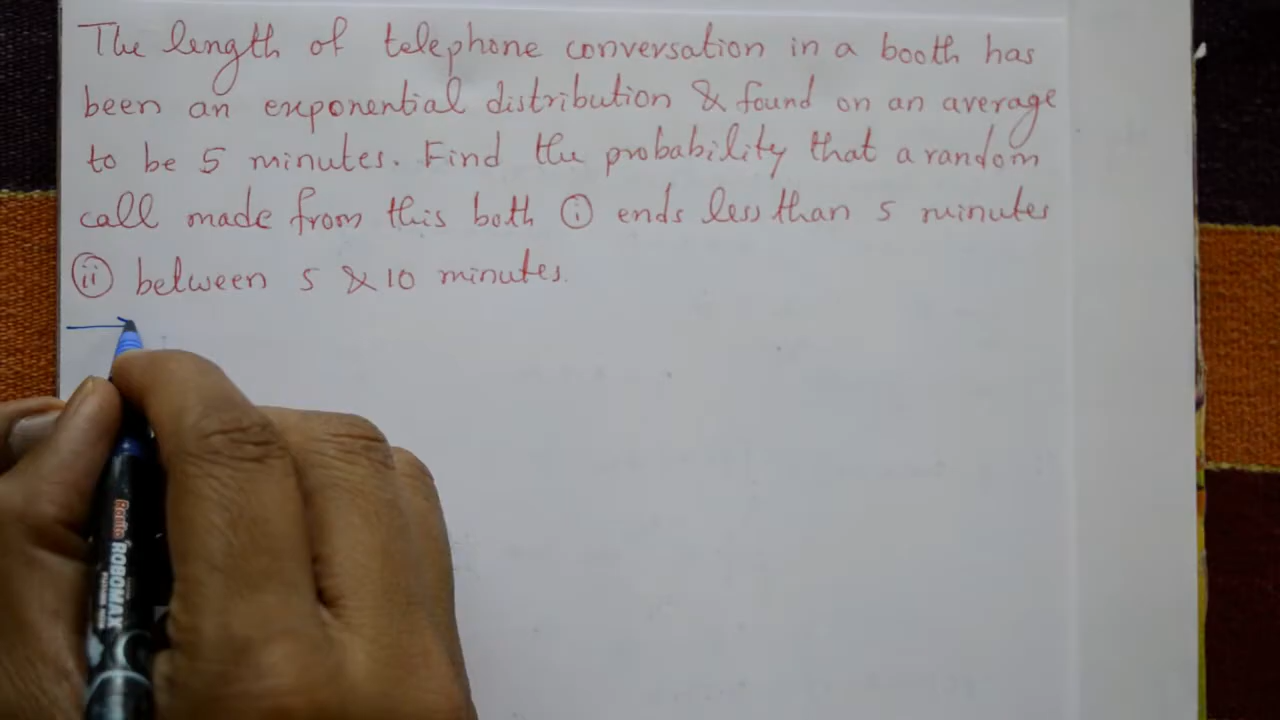 The length of telephone conversation in a booth has
been an exponential distribution & found on an average
to be 5 minutes. Find the probability that a random
call made from this both (i) ends less than 5 minutes
(ii) between 5 & 10 minutes.
ROBOMAX